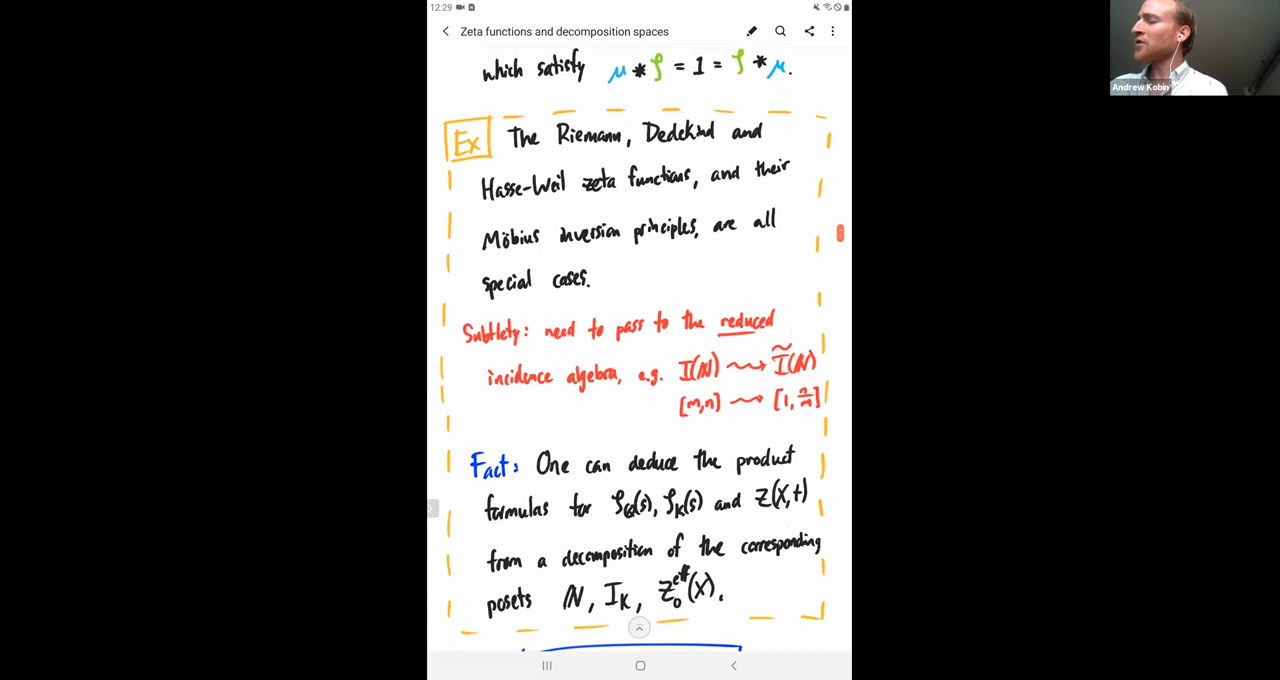 12:29
Zeta functions and decomposition spaces
which satisfy μ * ζ = 1 = ζ * μ.
Ex The Riemann, Dedekind and
Hasse-Weil zeta functions, and their
Möbius inversion principles, are all
special cases.
Subtlety: need to pass to the reduced
incidence algebra, e.g. I(ℕ) ⇝ Ĩ(ℕ)
[m,n] ⇝ [1, n/m]
Fact: One can deduce the product
formulas for ζ_ℚ(s), ζ_K(s) and Z(X,t)
from a decomposition of the corresponding
posets ℕ, I_K, Z_0^eff(X).
Andrew Kobin